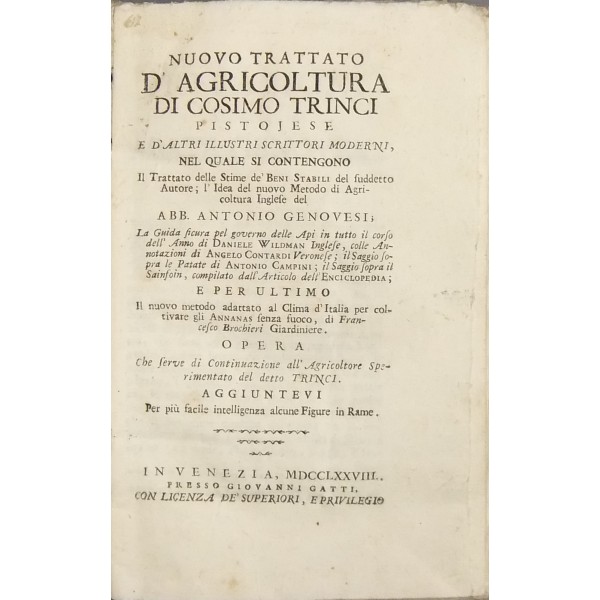 NUOVO TRATTATO
D' AGRICOLTURA
DI COSIMO TRINCI
PISTOJESE
E D'ALTRI ILLUSTRI SCRITTORI MODERNI,
NEL QUALE SI CONTENGONO
Il Trattato delle Stime de' BENI STABILI del suddetto
Autore; l' Idea del nuovo Metodo di Agri-
coltura Inglese del
ABB. ANTONIO GENOVESI;
La Guida sicura pel governo delle Api in tutto il corso
dell' Anno di DANIELE WILDMAN Inglese, colle An-
notazioni di ANGELO CONTARDI Veronese; il Saggio so-
pra le Patate di ANTONIO CAMPINI; il Saggio sopra il
Sainfoin, compilato dall' Articolo dell' ENCICLOPEDIA;
E PER ULTIMO
Il nuovo metodo adattato al Clima d'Italia per col-
tivare gli ANNANAS senza fuoco, di Fran-
cesco Brochieri Giardiniere.
OPERA
Che serve di Continuazione all' Agricoltore Spe-
rimentato del detto TRINCI.
AGGIUNTEVI
Per più facile intelligenza alcune Figure in Rame.
IN VENEZIA, MDCCLXXVIII.
PRESSO GIOVANNI GATTI.
CON LICENZA DE' SUPERIORI, E PRIVILEGIO